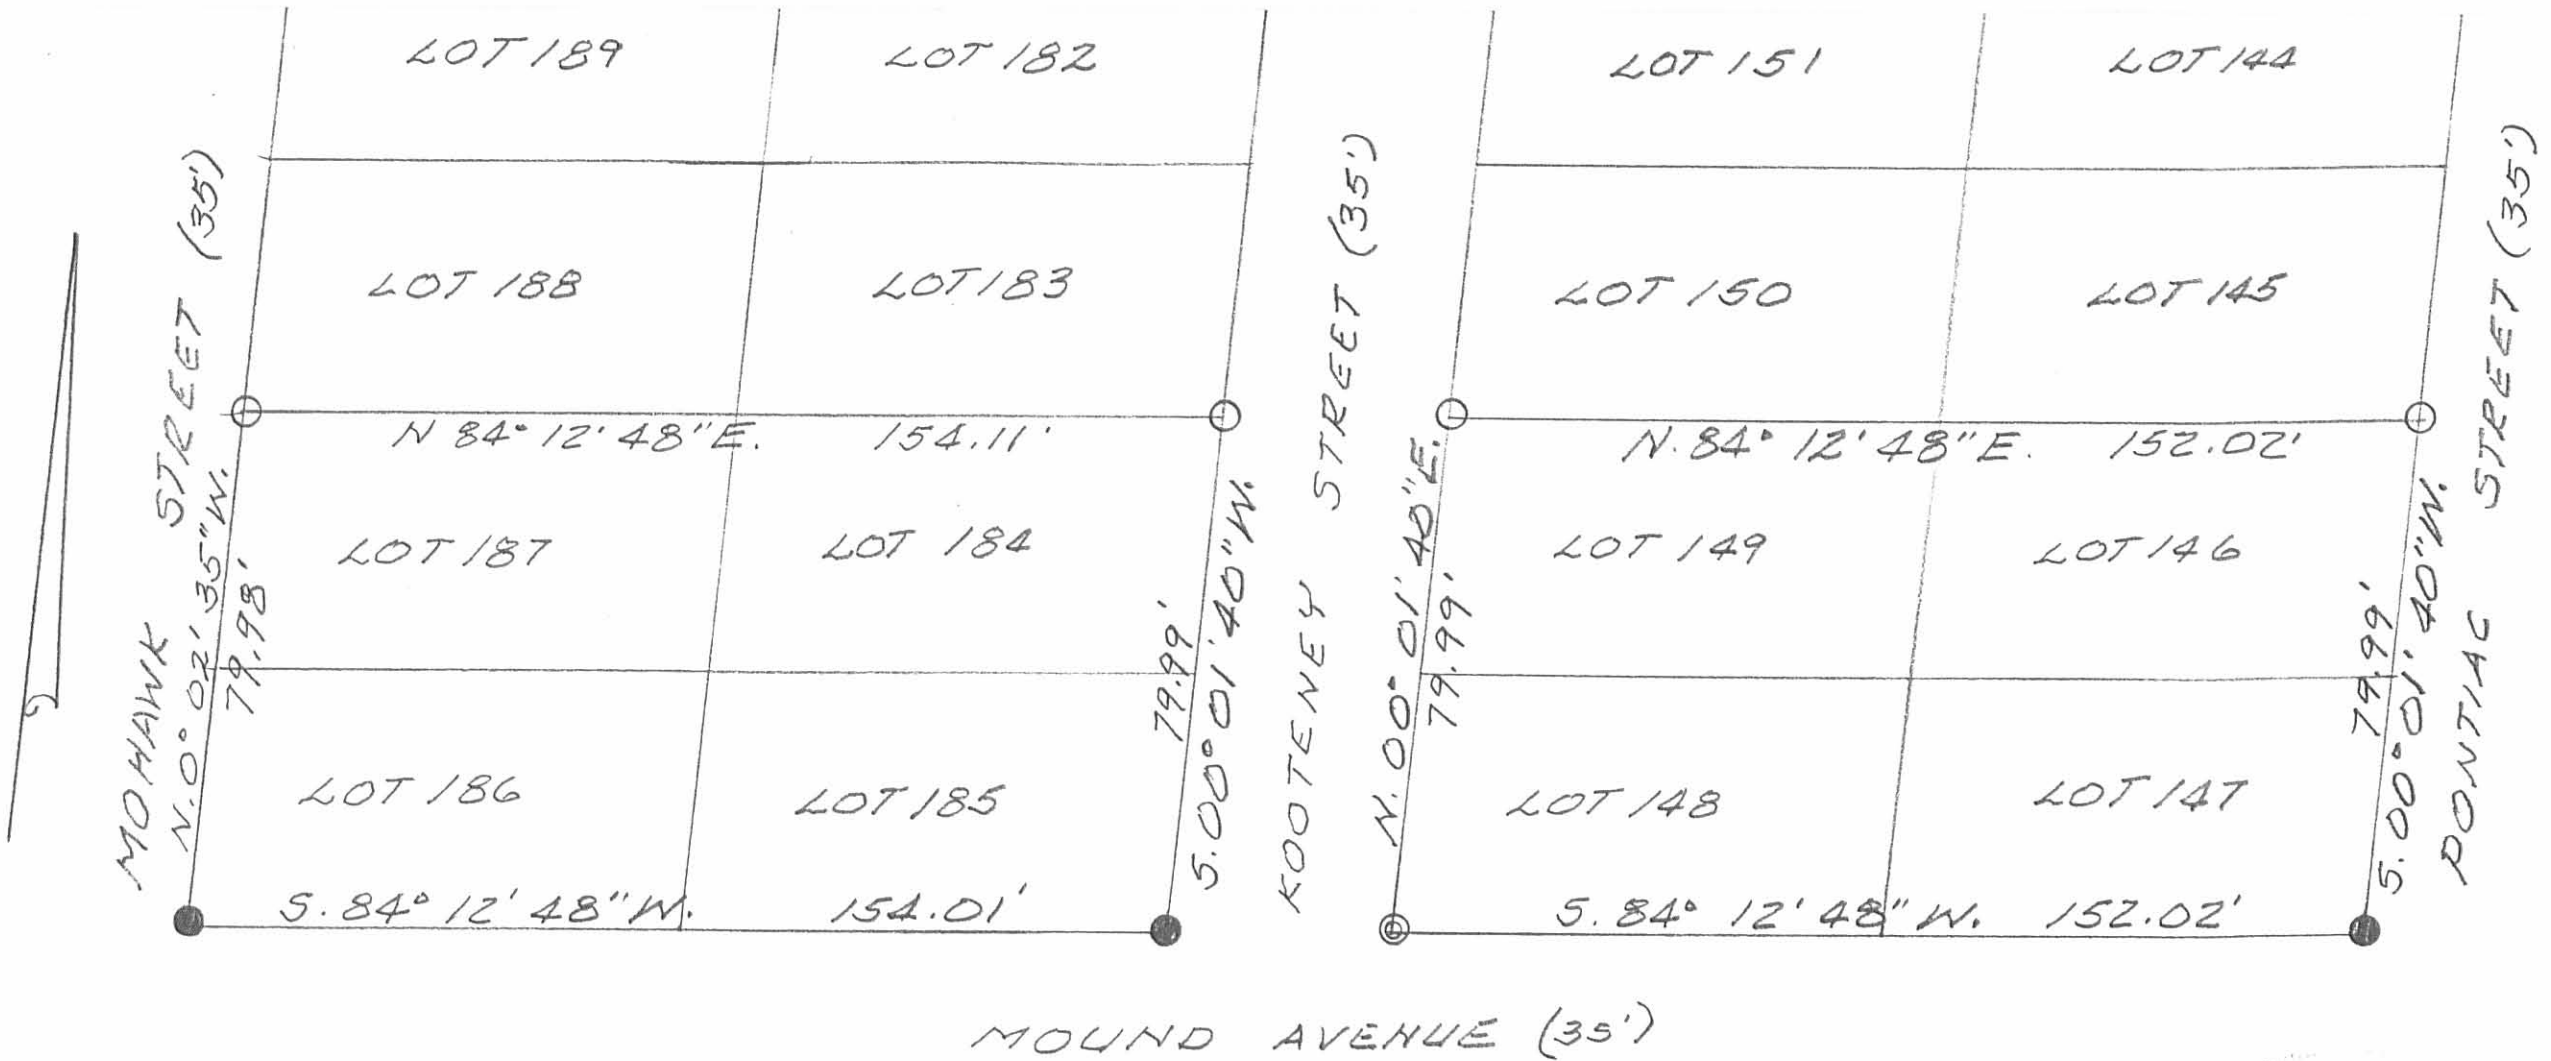 LOT 189
LOT 182
LOT 151
LOT 144
LOT 188
LOT 183
LOT 150
LOT 145
N 84° 12' 48" E. 154.11'
N. 84° 12' 48" E. 152.02'
LOT 187
LOT 184
LOT 149
LOT 146
LOT 186
LOT 185
LOT 148
LOT 147
S. 84° 12' 48" W. 154.01'
S. 84° 12' 48" W. 152.02'
MOHAWK STREET (35')
N. 0° 02' 35" W.
79.98'
79.99'
S. 00° 01' 40" W.
KOOTENEY STREET (35')
N. 00° 01' 40" E.
79.99'
79.99'
S. 00° 01' 40" W.
PONTIAC STREET (35')
MOUND AVENUE (35')